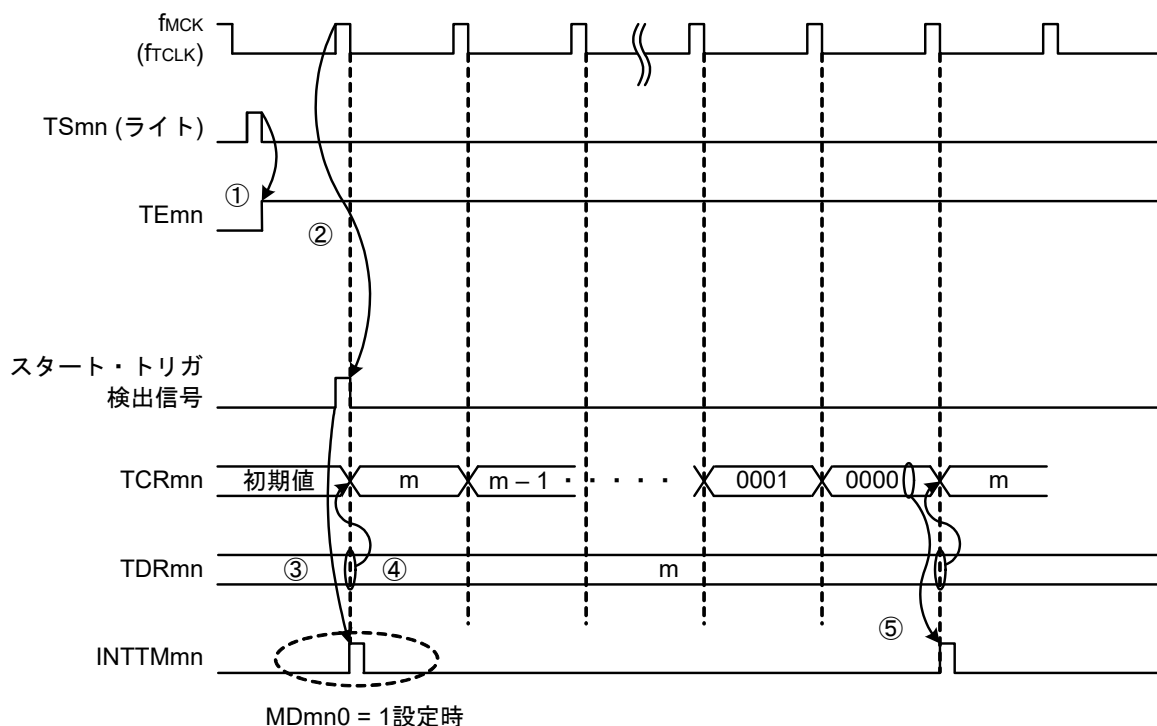 fMCK
(fTCLK)
TSmn (ライト)
①
TEmn
②
スタート・トリガ
検出信号
TCRmn 初期値 m m – 1 ・・・・・ 0001 0000 m
TDRmn ③ ④ m
⑤
INTTMmn
MDmn0 = 1設定時